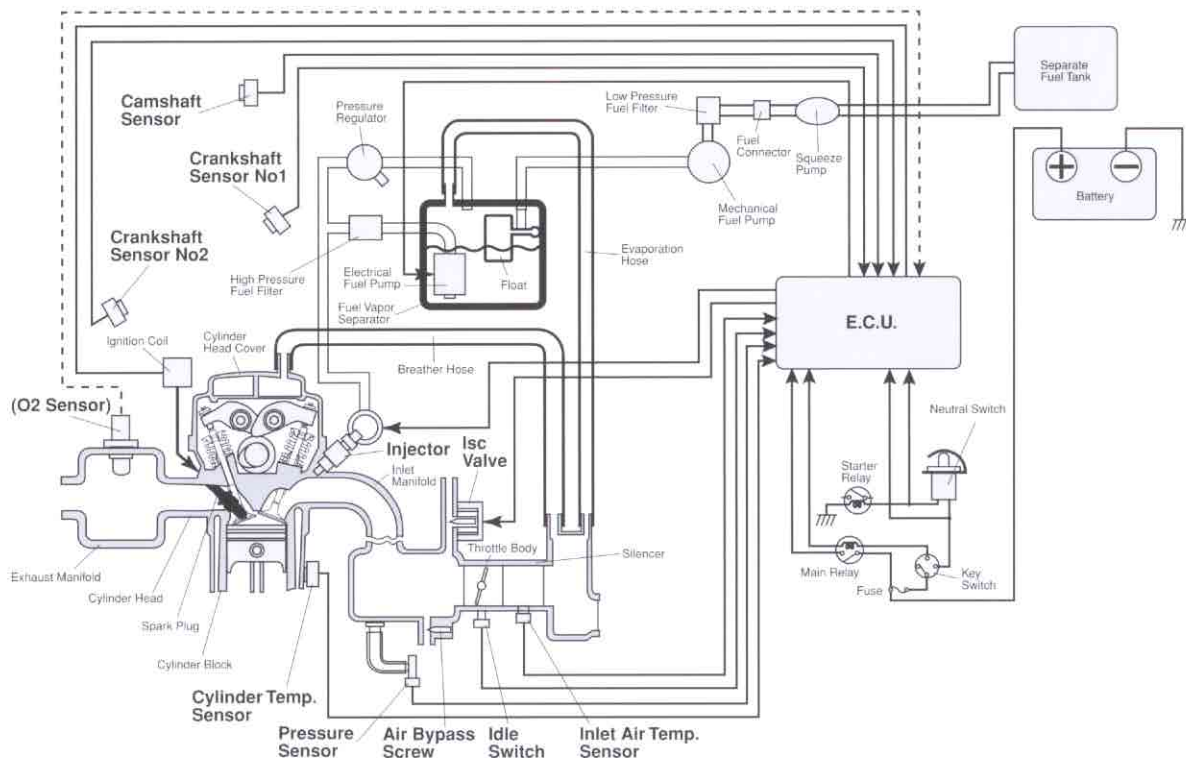 Separate
Fuel Tank
Camshaft
Sensor
Pressure
Regulator
Low Pressure
Fuel Filter
Fuel
Connector
Squeeze
Pump
Crankshaft
Sensor No1
Mechanical
Fuel Pump
Battery
Crankshaft
Sensor No2
High Pressure
Fuel Filter
Electrical
Fuel Pump
Float
Evaporation
Hose
Fuel Vapor
Separator
E.C.U.
Ignition Coil
Cylinder
Head Cover
Breather Hose
(O2 Sensor)
Injector
Isc
Valve
Inlet
Manifold
Neutral Switch
Starter
Relay
Throttle Body
Silencer
Main Relay
Key
Switch
Fuse
Exhaust Manifold
Cylinder Head
Spark Plug
Cylinder Block
Cylinder Temp.
Sensor
Pressure
Sensor
Air Bypass
Screw
Idle
Switch
Inlet Air Temp.
Sensor